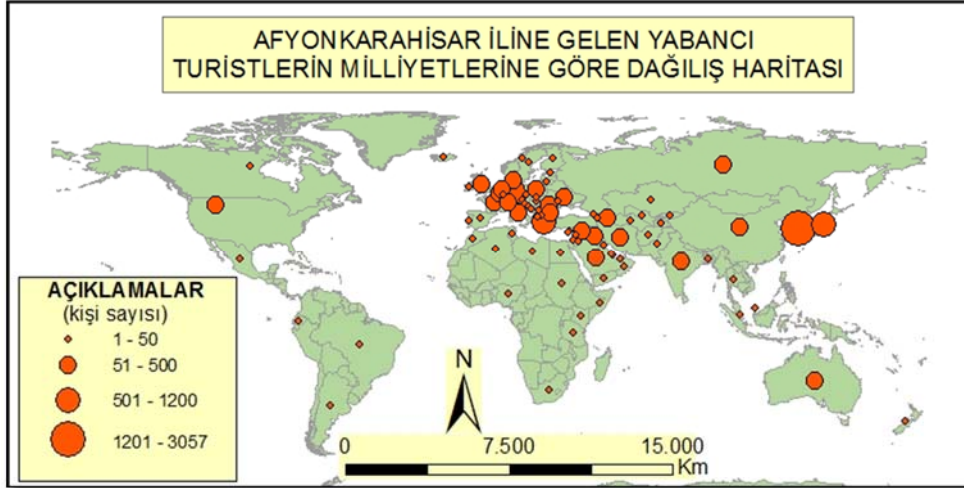 AFYONKARAHİSAR İLİNE GELEN YABANCI
TURİSTLERİN MİLLİYETLERİNE GÖRE DAĞILIŞ HARİTASI
AÇIKLAMALAR
(kişi sayısı)
1 - 50
51 - 500
501 - 1200
1201 - 3057
N
0 7.500 15.000
Km